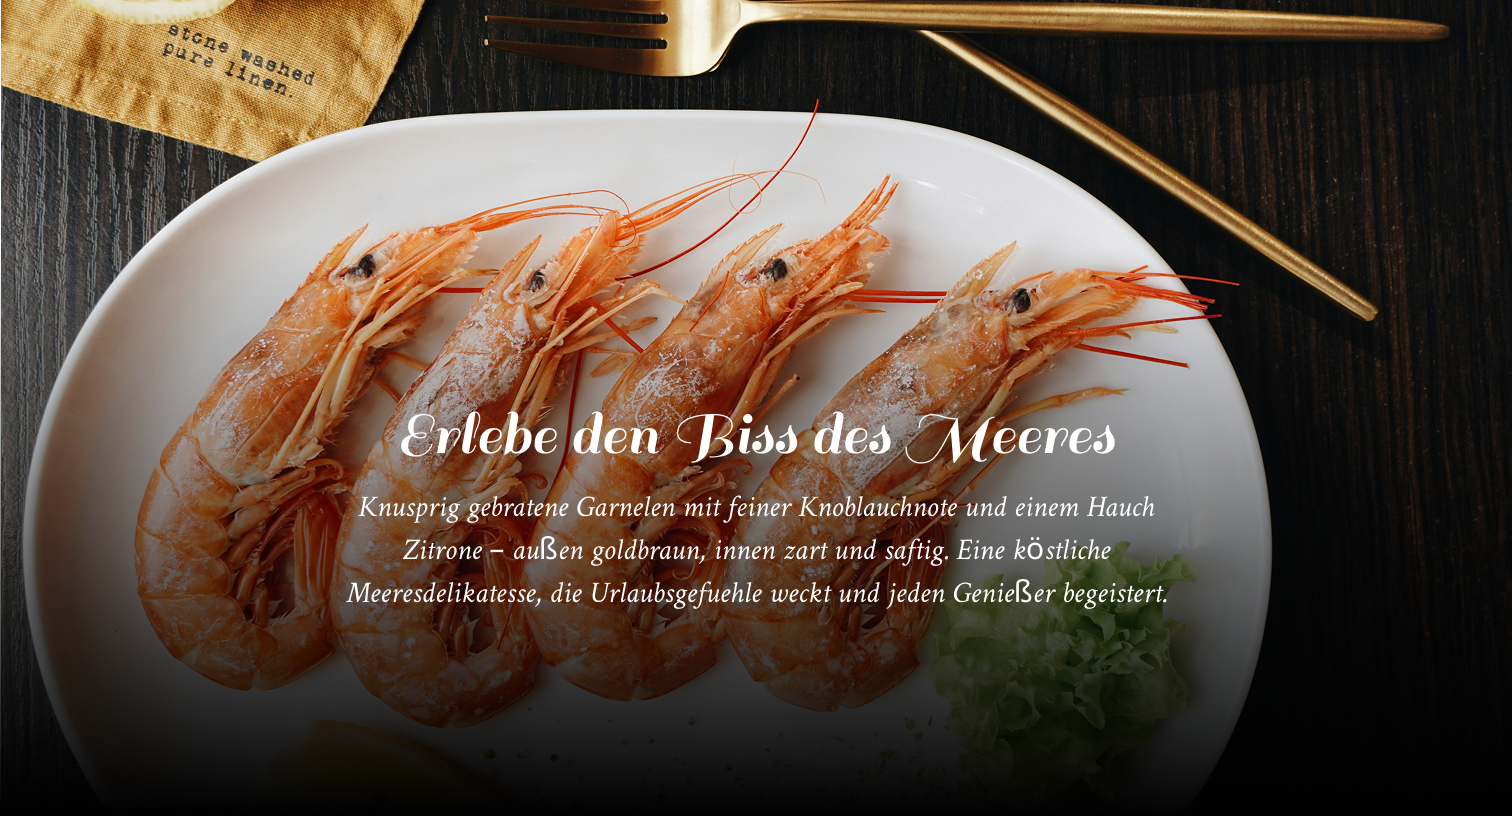 stone washed
pure linen.
Erlebe den Biss des Meeres
Knusprig gebratene Garnelen mit feiner Knoblauchnote und einem Hauch
Zitrone – außen goldbraun, innen zart und saftig. Eine köstliche
Meeresdelikatesse, die Urlaubsgefuehle weckt und jeden Genießer begeistert.